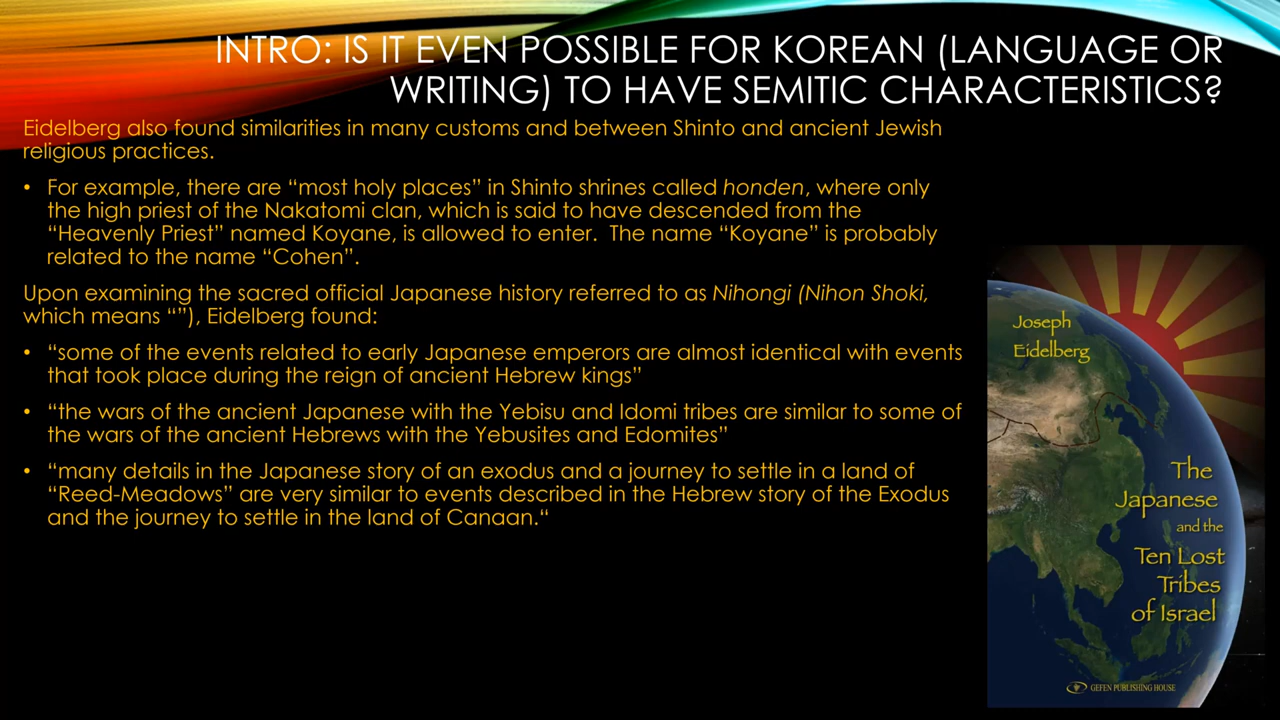 INTRO: IS IT EVEN POSSIBLE FOR KOREAN (LANGUAGE OR
WRITING) TO HAVE SEMITIC CHARACTERISTICS?
Eidelberg also found similarities in many customs and between Shinto and ancient Jewish
religious practices.
• For example, there are “most holy places” in Shinto shrines called honden, where only
the high priest of the Nakatomi clan, which is said to have descended from the
“Heavenly Priest” named Koyane, is allowed to enter. The name “Koyane” is probably
related to the name “Cohen”.
Upon examining the sacred official Japanese history referred to as Nihongi (Nihon Shoki,
which means “”), Eidelberg found:
• “some of the events related to early Japanese emperors are almost identical with events
that took place during the reign of ancient Hebrew kings”
• “the wars of the ancient Japanese with the Yebisu and Idomi tribes are similar to some of
the wars of the ancient Hebrews with the Yebusites and Edomites”
• “many details in the Japanese story of an exodus and a journey to settle in a land of
“Reed-Meadows” are very similar to events described in the Hebrew story of the Exodus
and the journey to settle in the land of Canaan.“
Joseph
Eidelberg
The
Japanese
and the
Ten Lost
Tribes
of Israel
GEFEN PUBLISHING HOUSE